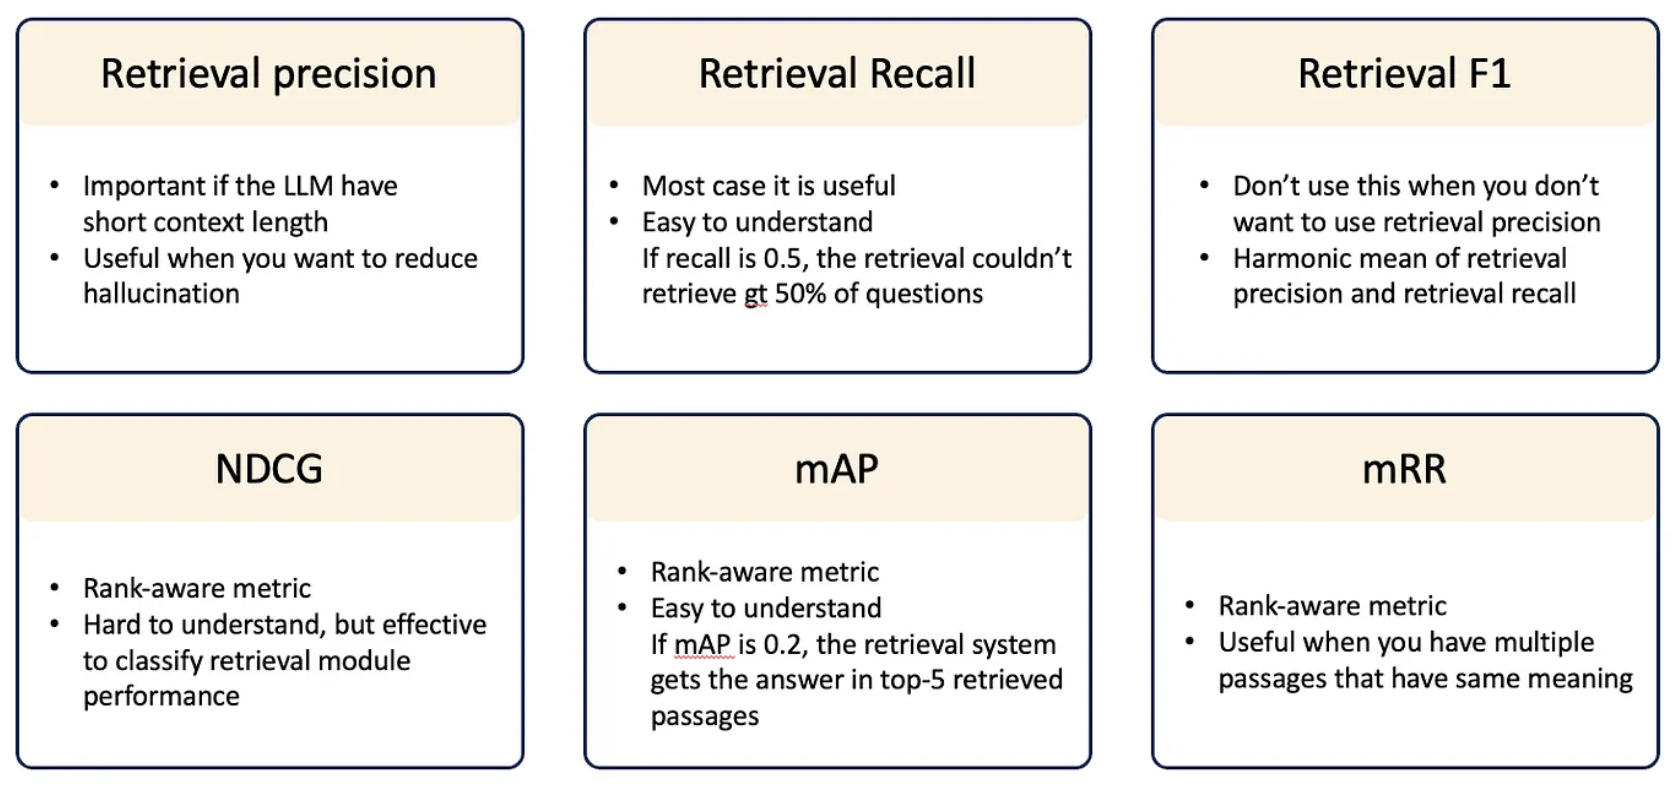 Retrieval precision
• Important if the LLM have
short context length
• Useful when you want to reduce
hallucination
Retrieval Recall
• Most case it is useful
• Easy to understand
If recall is 0.5, the retrieval couldn’t
retrieve gt 50% of questions
Retrieval F1
• Don’t use this when you don’t
want to use retrieval precision
• Harmonic mean of retrieval
precision and retrieval recall
NDCG
• Rank-aware metric
• Hard to understand, but effective
to classify retrieval module
performance
mAP
• Rank-aware metric
• Easy to understand
If mAP is 0.2, the retrieval system
gets the answer in top-5 retrieved
passages
mRR
• Rank-aware metric
• Useful when you have multiple
passages that have same meaning